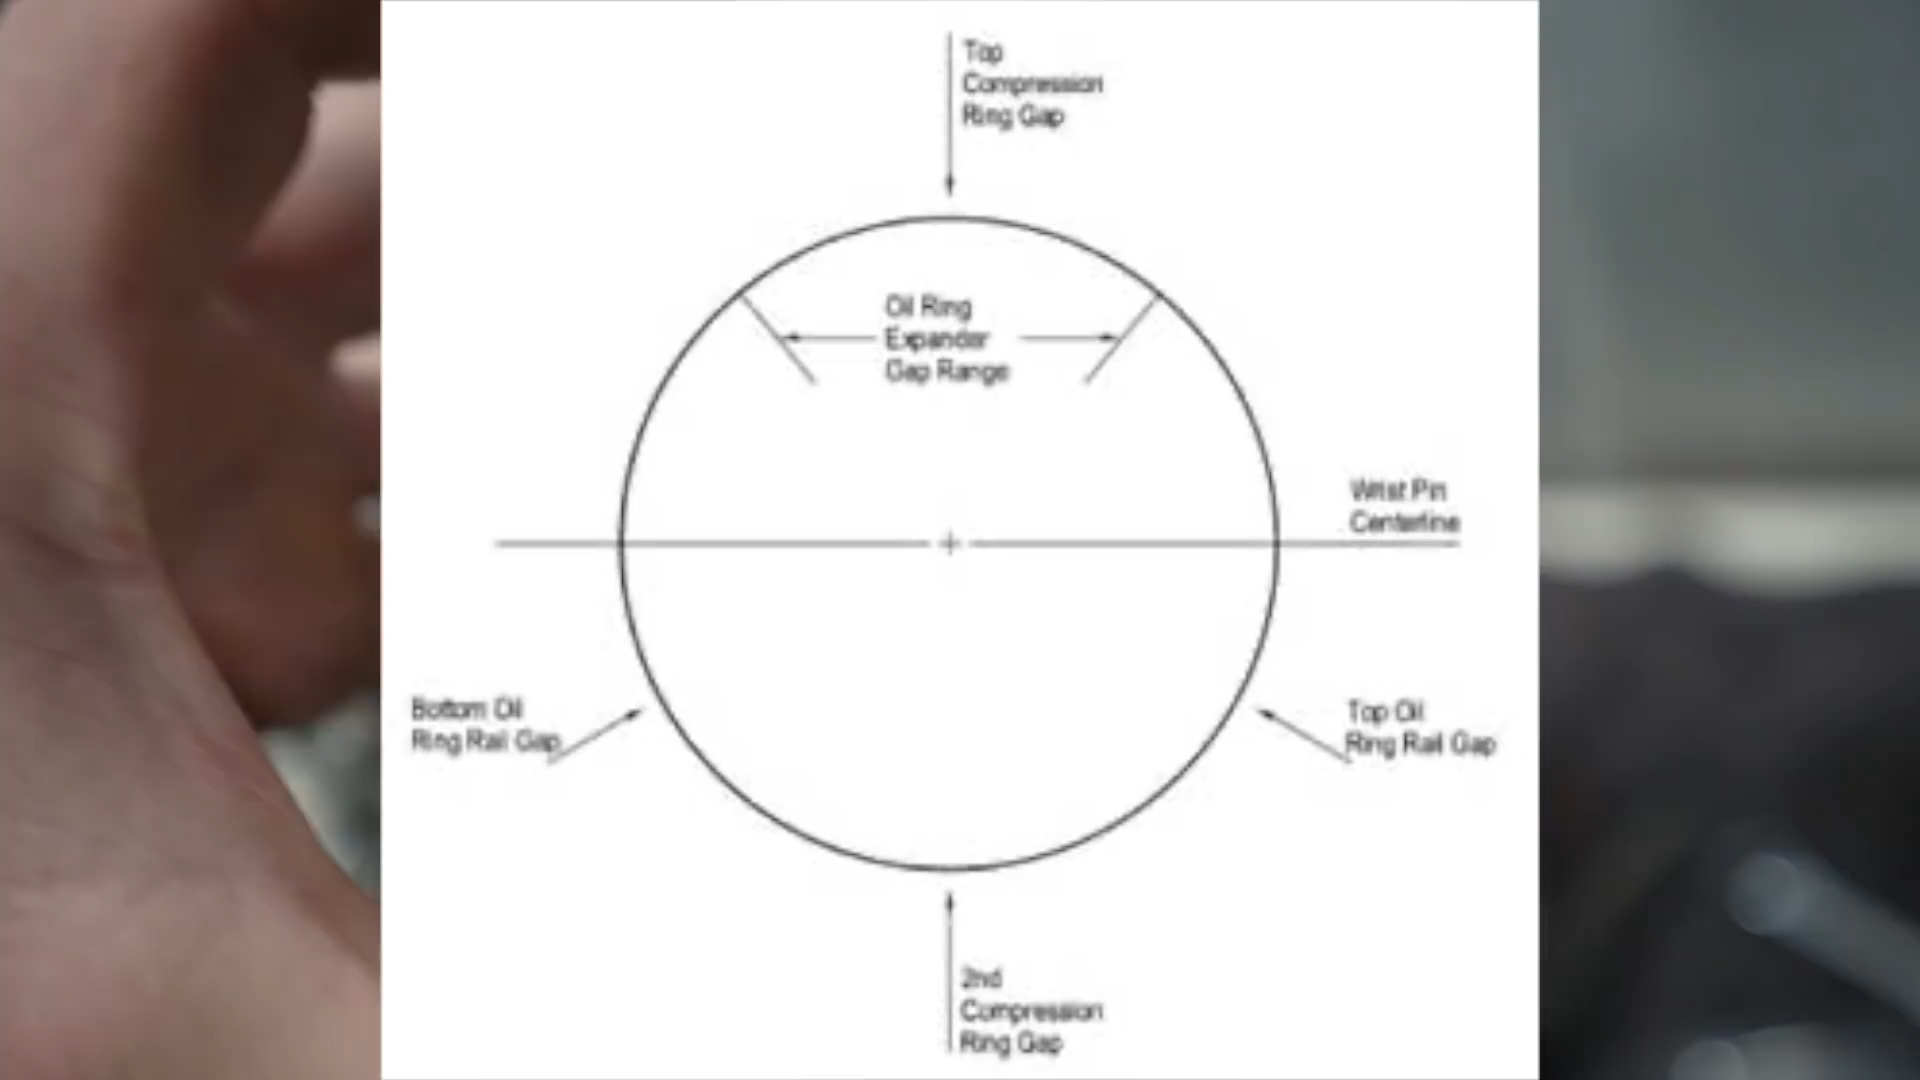 Top
Compression
Ring Gap
Oil Ring
Expander
Gap Range
Wrist Pin
Centerline
Bottom Oil
Ring Rail Gap
Top Oil
Ring Rail Gap
2nd
Compression
Ring Gap